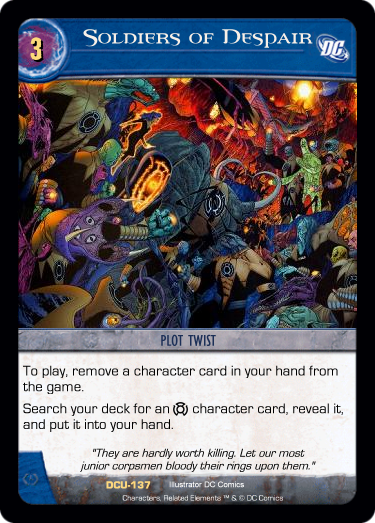 3
SOLDIERS OF DESPAIR
DC
PLOT TWIST
To play, remove a character card in your hand from
the game.
Search your deck for an character card, reveal it,
and put it into your hand.
"They are hardly worth killing. Let our most
junior corpsmen bloody their rings upon them."
DCU-137 Illustrator DC Comics
Characters, Related Elements ™ & © DC Comics